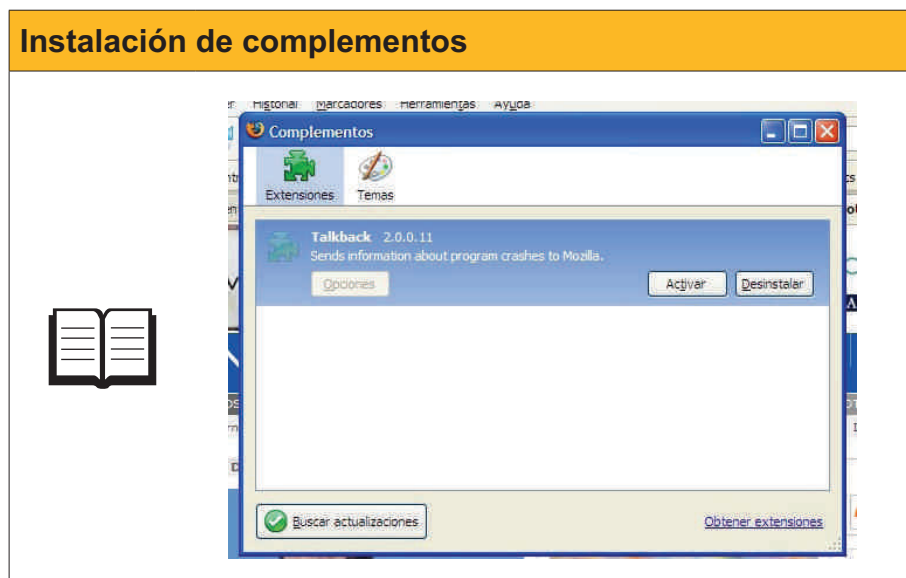 Instalación de complementos
Historial Marcadores Herramientas Ayuda
Complementos
Extensiones Temas
Talkback 2.0.0.11
Sends information about program crashes to Mozilla.
Opciones Activar Desinstalar
Buscar actualizaciones Obtener extensiones